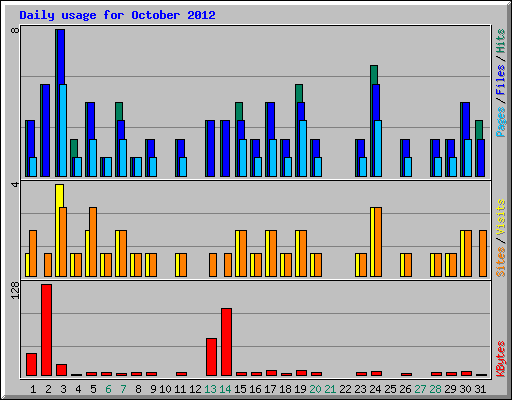 Daily usage for October 2012
8
Pages / Files / Hits
4
Sites / Visits
128
KBytes
1 2 3 4 5 6 7 8 9 10 11 12 13 14 15 16 17 18 19 20 21 22 23 24 25 26 27 28 29 30 31